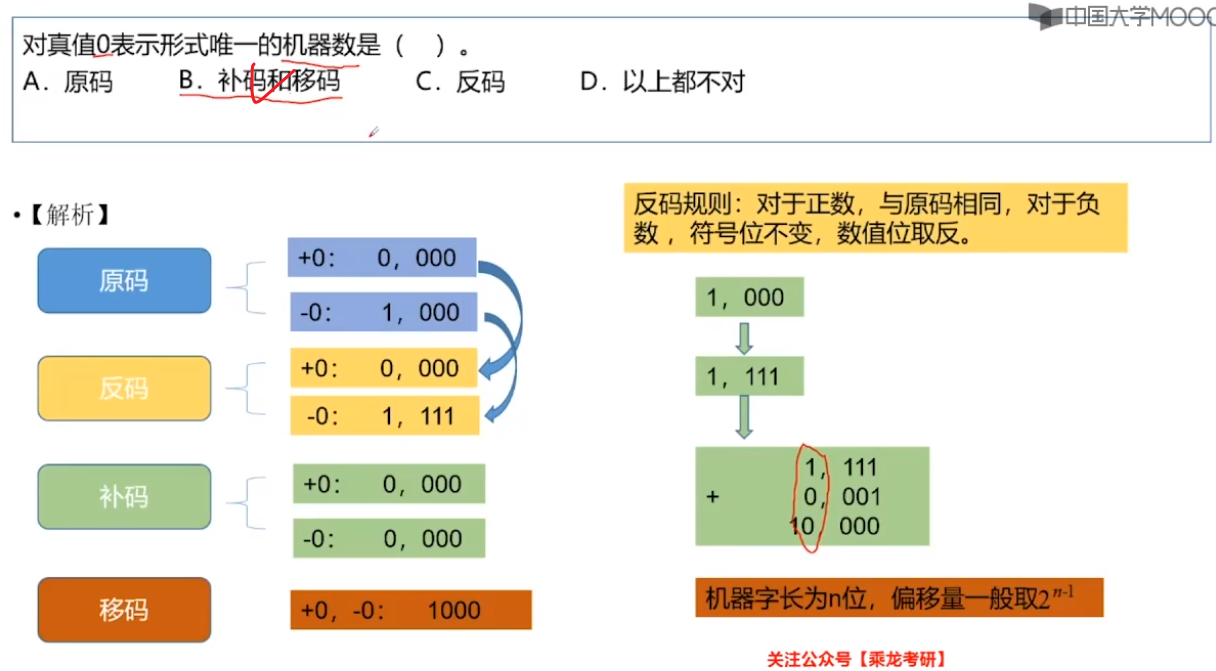 中国大学MOOC
对真值0表示形式唯一的机器数是（ ）。
A．原码 B．补码和移码 C．反码 D．以上都不对
•【解析】
反码规则：对于正数，与原码相同，对于负
数，符号位不变，数值位取反。
原码
+0： 0，000
-0： 1，000
反码
+0： 0，000
-0： 1，111
补码
+0： 0，000
-0： 0，000
移码
+0，-0： 1000
1，000
1，111
1，111
+ 0，001
10，000
机器字长为n位，偏移量一般取2^{n-1}
关注公众号【乘龙考研】